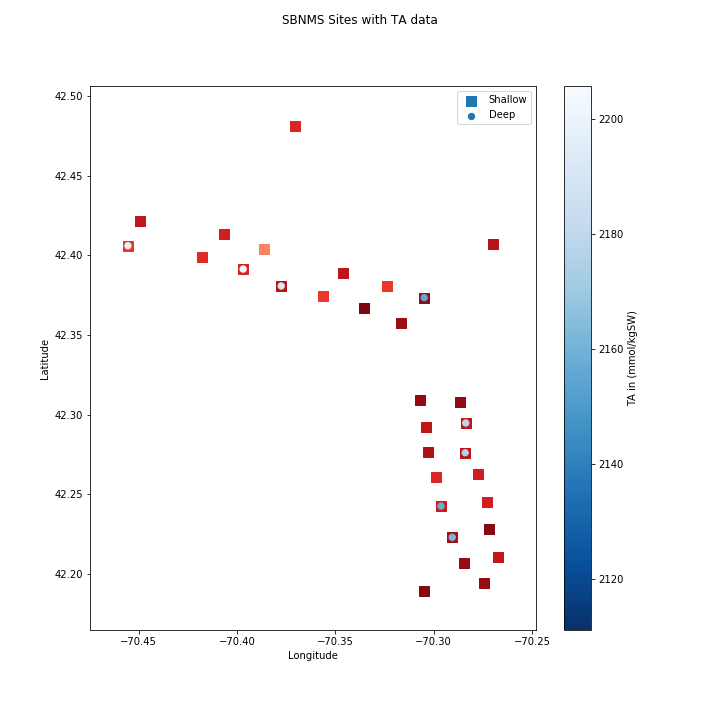 SBNMS Sites with TA data
Shallow
Deep
42.50
42.45
42.40
42.35
42.30
42.25
42.20
Latitude
−70.45
−70.40
−70.35
−70.30
−70.25
Longitude
2200
2180
2160
2140
2120
TA in (mmol/kgSW)